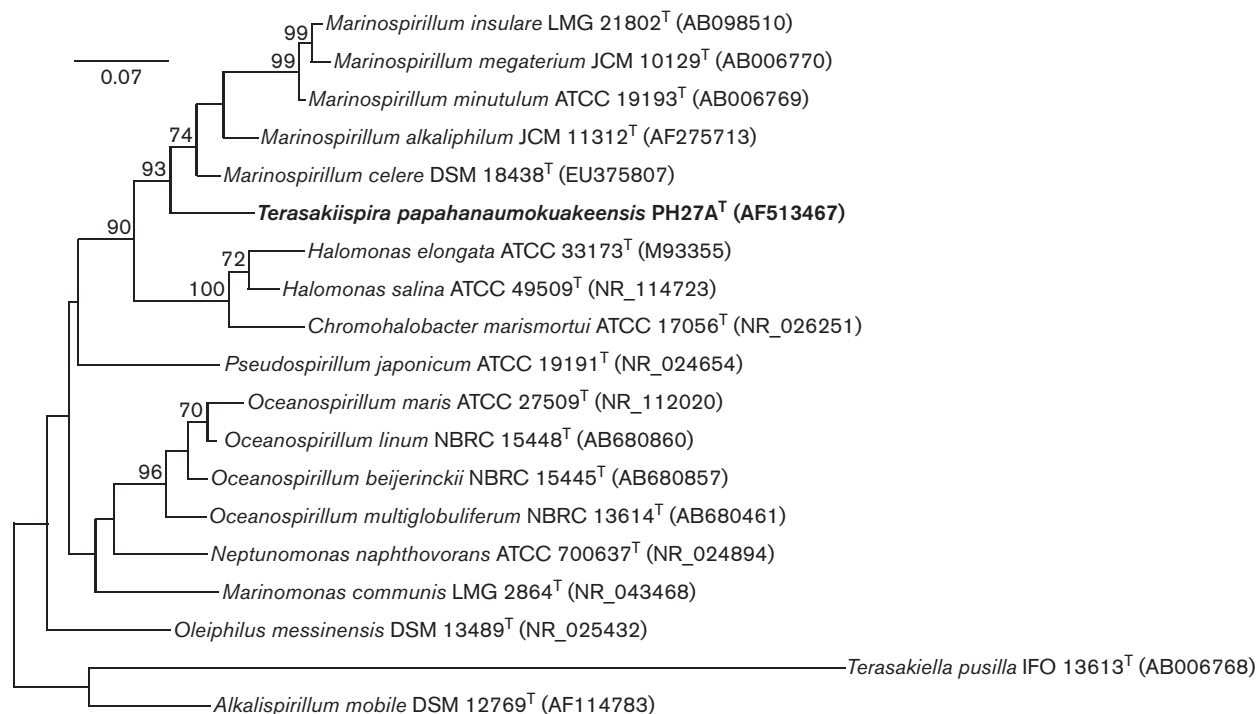 Marinospirillum insulare LMG 21802ᵀ (AB098510)
99
Marinospirillum megaterium JCM 10129ᵀ (AB006770)
99
0.07
Marinospirillum minutulum ATCC 19193ᵀ (AB006769)
74
Marinospirillum alkaliphilum JCM 11312ᵀ (AF275713)
93
Marinospirillum celere DSM 18438ᵀ (EU375807)
Terasakiispira papahanaumokuakeensis PH27Aᵀ (AF513467)
90
Halomonas elongata ATCC 33173ᵀ (M93355)
72
Halomonas salina ATCC 49509ᵀ (NR_114723)
100
Chromohalobacter marismortui ATCC 17056ᵀ (NR_026251)
Pseudospirillum japonicum ATCC 19191ᵀ (NR_024654)
Oceanospirillum maris ATCC 27509ᵀ (NR_112020)
70
Oceanospirillum linum NBRC 15448ᵀ (AB680860)
96
Oceanospirillum beijerinckii NBRC 15445ᵀ (AB680857)
Oceanospirillum multiglobuliferum NBRC 13614ᵀ (AB680461)
Neptunomonas naphthovorans ATCC 700637ᵀ (NR_024894)
Marinomonas communis LMG 2864ᵀ (NR_043468)
Oleiphilus messinensis DSM 13489ᵀ (NR_025432)
Terasakiella pusilla IFO 13613ᵀ (AB006768)
Alkalispirillum mobile DSM 12769ᵀ (AF114783)